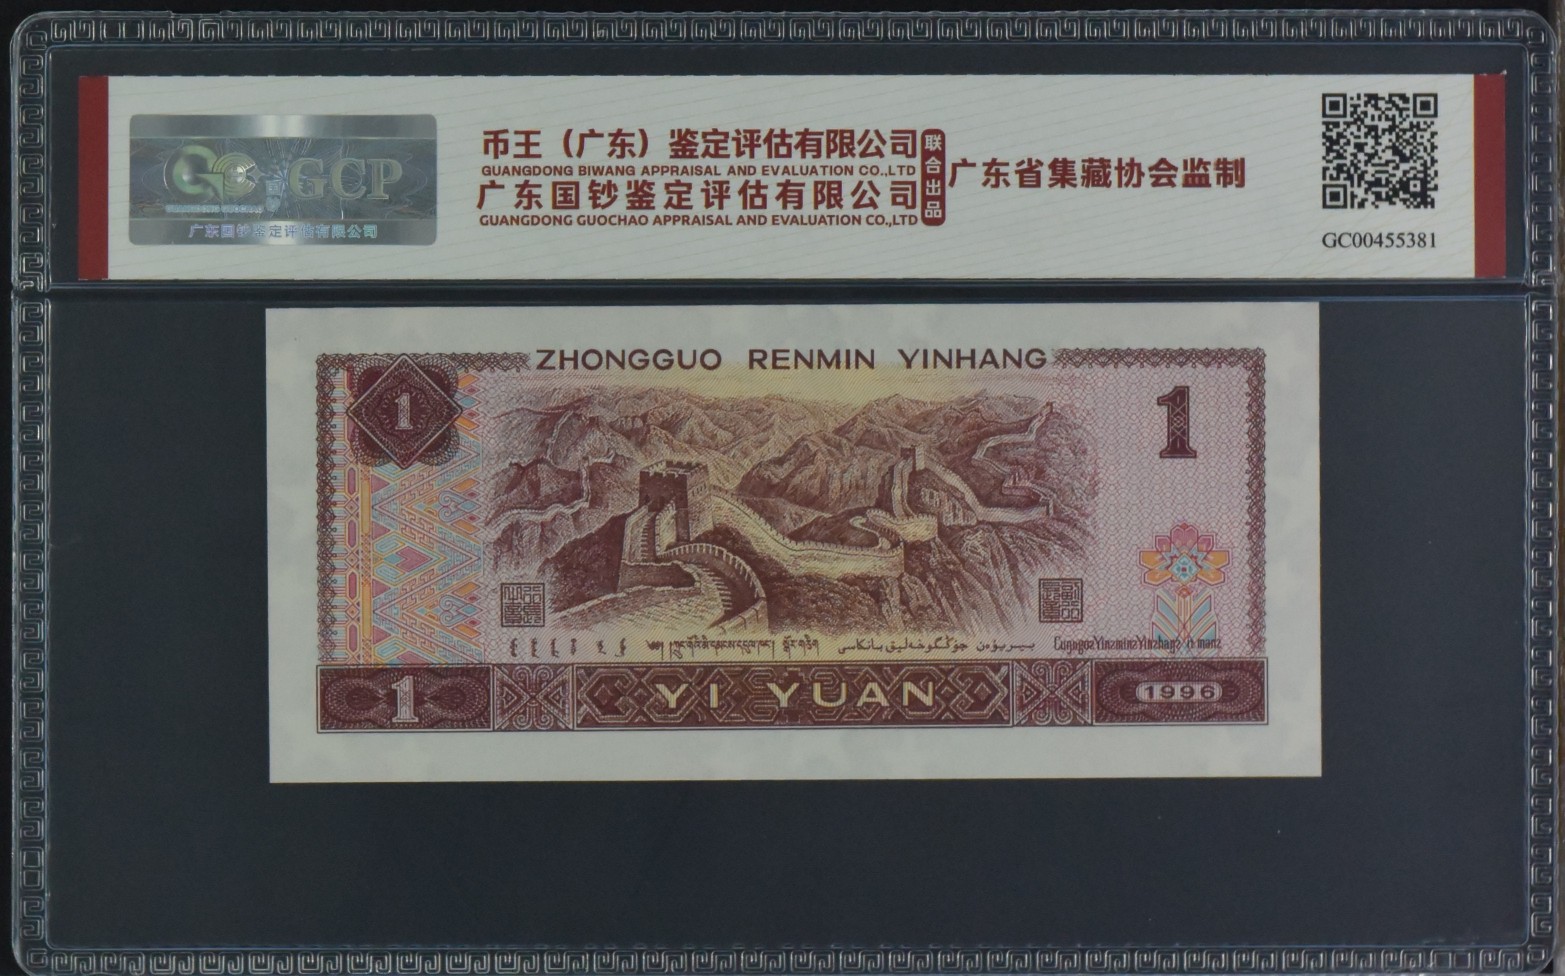 GCP
广东国钞鉴定评估有限公司
币王（广东）鉴定评估有限公司
GUANGDONG BIWANG APPRAISAL AND EVALUATION CO.,LTD
广东国钞鉴定评估有限公司
GUANGDONG GUOCHAO APPRAISAL AND EVALUATION CO.,LTD
联合出品
广东省集藏协会监制
GC00455381
ZHONGGUO RENMIN YINHANG
1
1
1
YI YUAN
1996